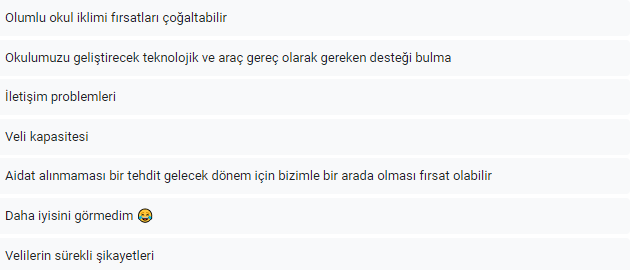 Olumlu okul iklimi fırsatları çoğaltabilir
Okulumuzu geliştirecek teknolojik ve araç gereç olarak gereken desteği bulma
İletişim problemleri
Veli kapasitesi
Aidat alınmaması bir tehdit gelecek dönem için bizimle bir arada olması fırsat olabilir
Daha iyisini görmedim 😂
Velilerin sürekli şikayetleri